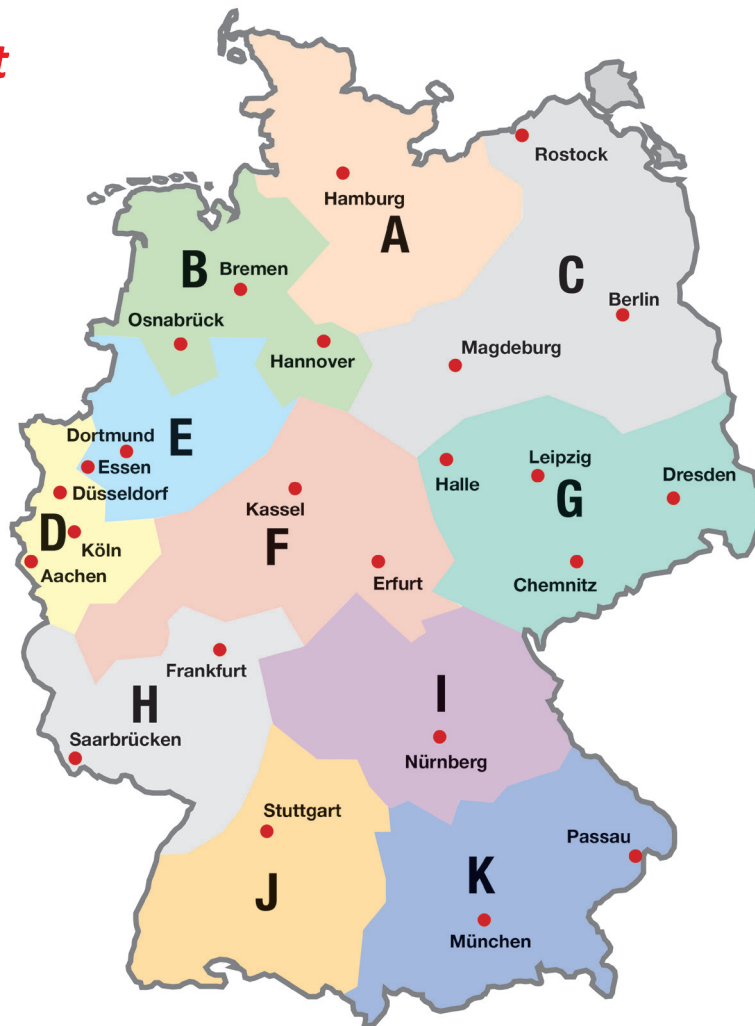 t
Rostock
Hamburg
A
B
Bremen
C
Berlin
Osnabrück
Hannover
Magdeburg
Dortmund
E
Essen
Leipzig
Halle
Dresden
Düsseldorf
Kassel
G
D
Köln
F
Aachen
Erfurt
Chemnitz
Frankfurt
H
I
Saarbrücken
Nürnberg
Stuttgart
Passau
J
K
München